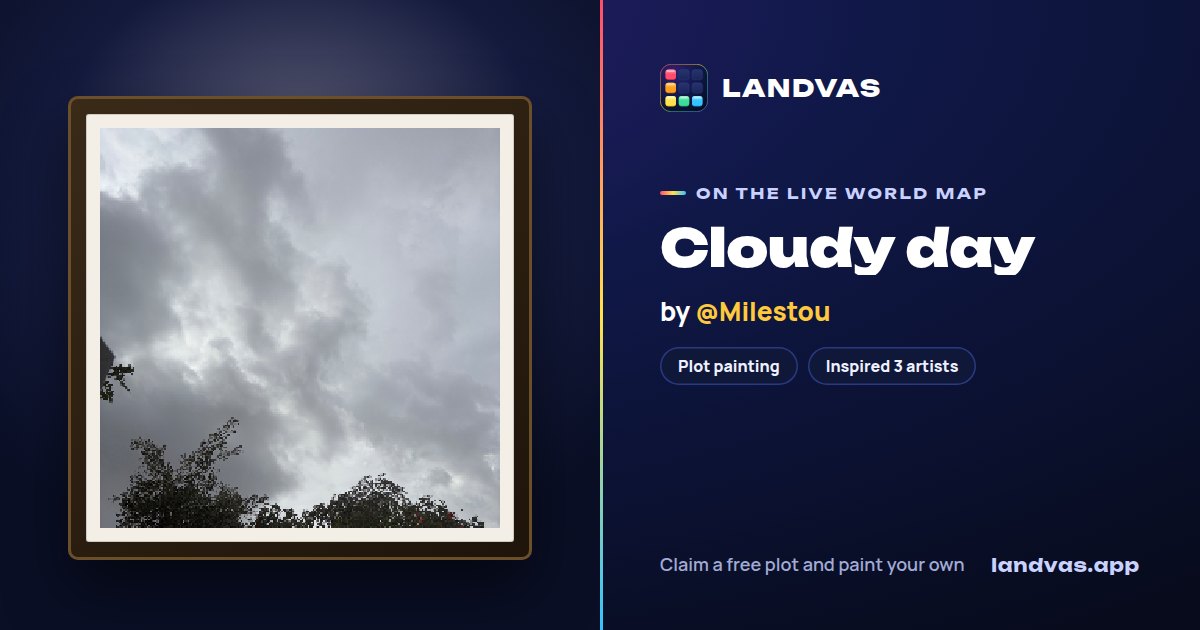 LANDVAS
ON THE LIVE WORLD MAP
Cloudy day
by @Milestou
Plot painting
Inspired 3 artists
Claim a free plot and paint your own
landvas.app